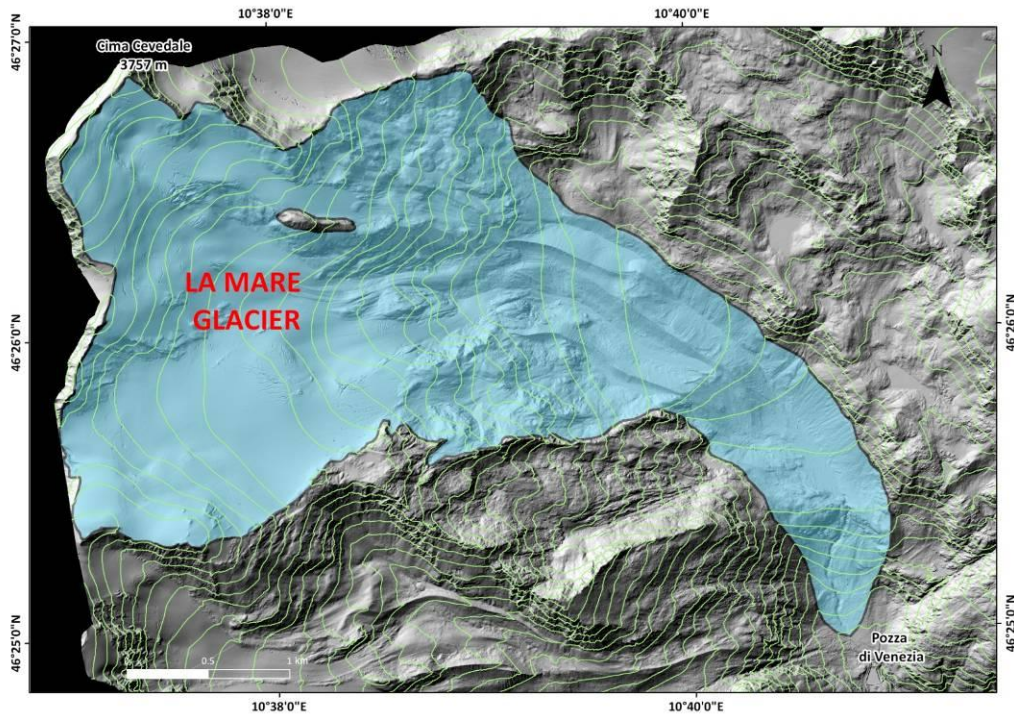 10°38'0"E
10°40'0"E
46°27'0"N
Cima Cevedale
3757 m
N
LA MARE
GLACIER
46°26'0"N
46°26'0"N
46°25'0"N
46°25'0"N
Pozza
di Venezia
0.5
1 km
10°38'0"E
10°40'0"E